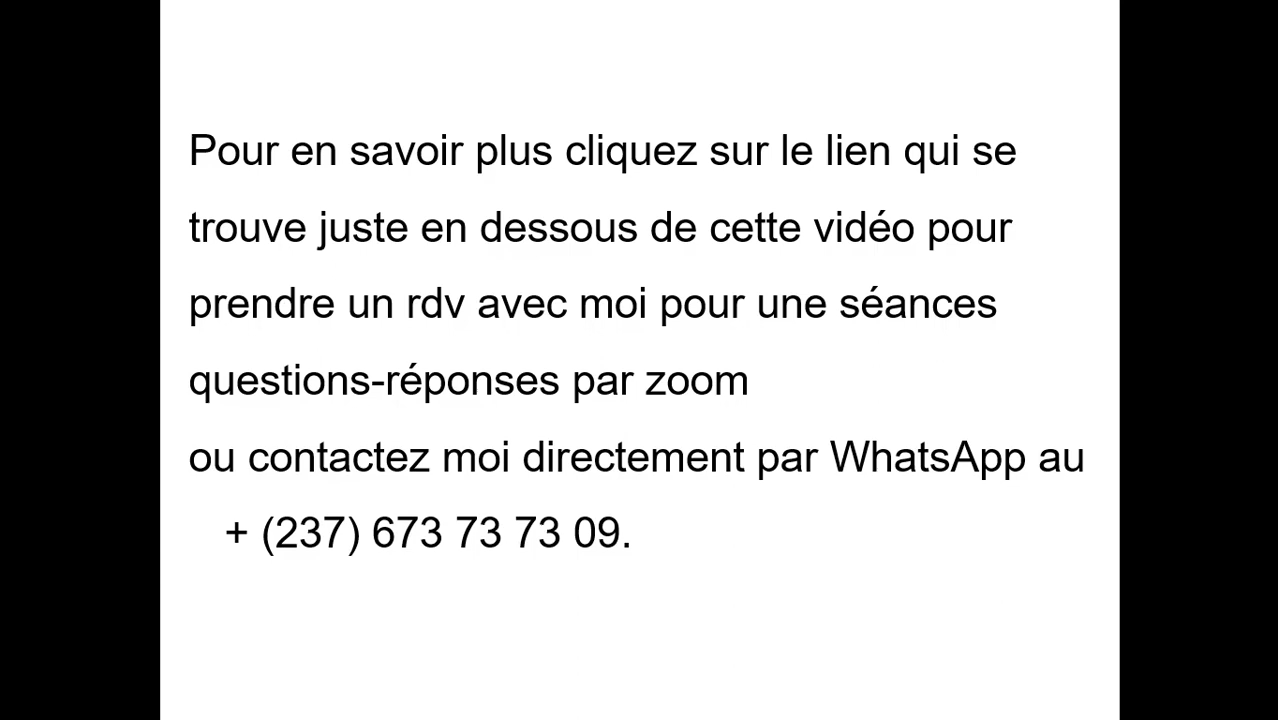 Pour en savoir plus cliquez sur le lien qui se
trouve juste en dessous de cette vidéo pour
prendre un rdv avec moi pour une séances
questions-réponses par zoom
ou contactez moi directement par WhatsApp au
+ (237) 673 73 73 09.